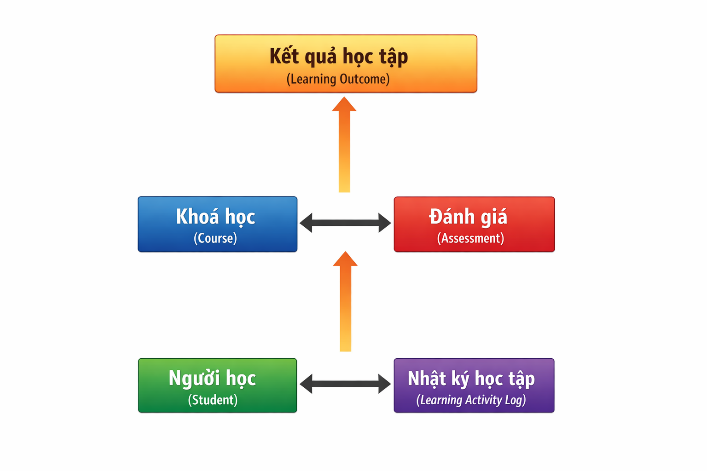 Kết quả học tập
(Learning Outcome)
Khoá học
(Course)
Đánh giá
(Assessment)
Người học
(Student)
Nhật ký học tập
(Learning Activity Log)